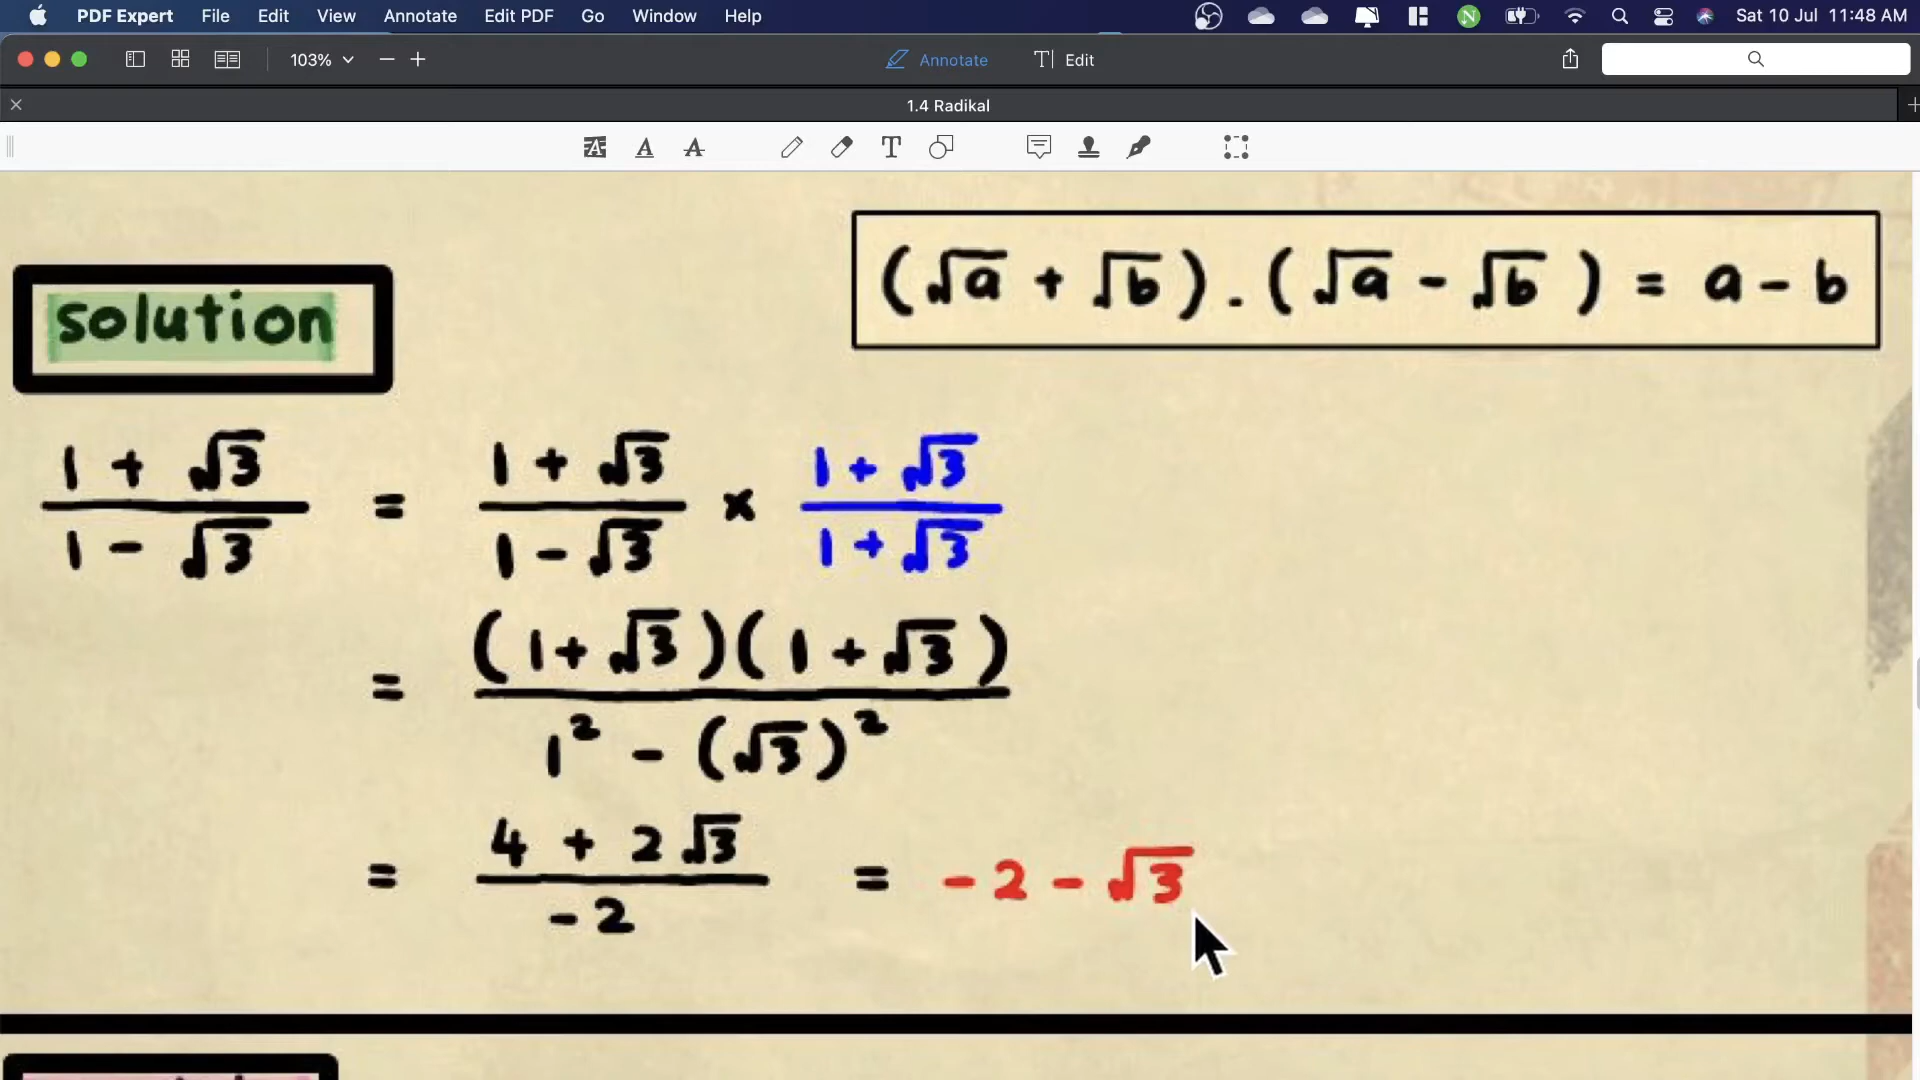 PDF Expert File Edit View Annotate Edit PDF Go Window Help Sat 10 Jul 11:48 AM
103% Annotate Edit
1.4 Radikal
(√a + √b) . (√a - √b) = a - b
solution
(1 + √3)/(1 - √3) = (1 + √3)/(1 - √3) × (1 + √3)/(1 + √3)
= ((1 + √3)(1 + √3))/(1² - (√3)²)
= (4 + 2√3)/(-2) = -2 - √3